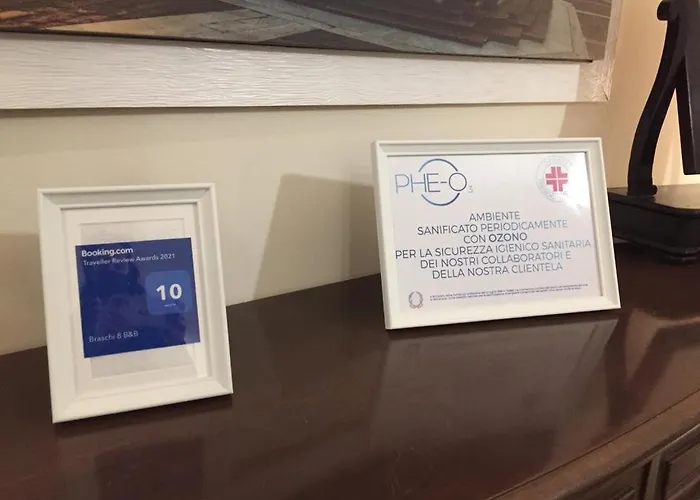 Booking.com
Traveller Review Awards 2021
10
Braschi 8 B&B
PHE-O3
AMBIENTE
SANIFICATO PERIODICAMENTE
CON OZONO
PER LA SICUREZZA IGIENICO SANITARIA
DEI NOSTRI COLLABORATORI E
DELLA NOSTRA CLIENTELA